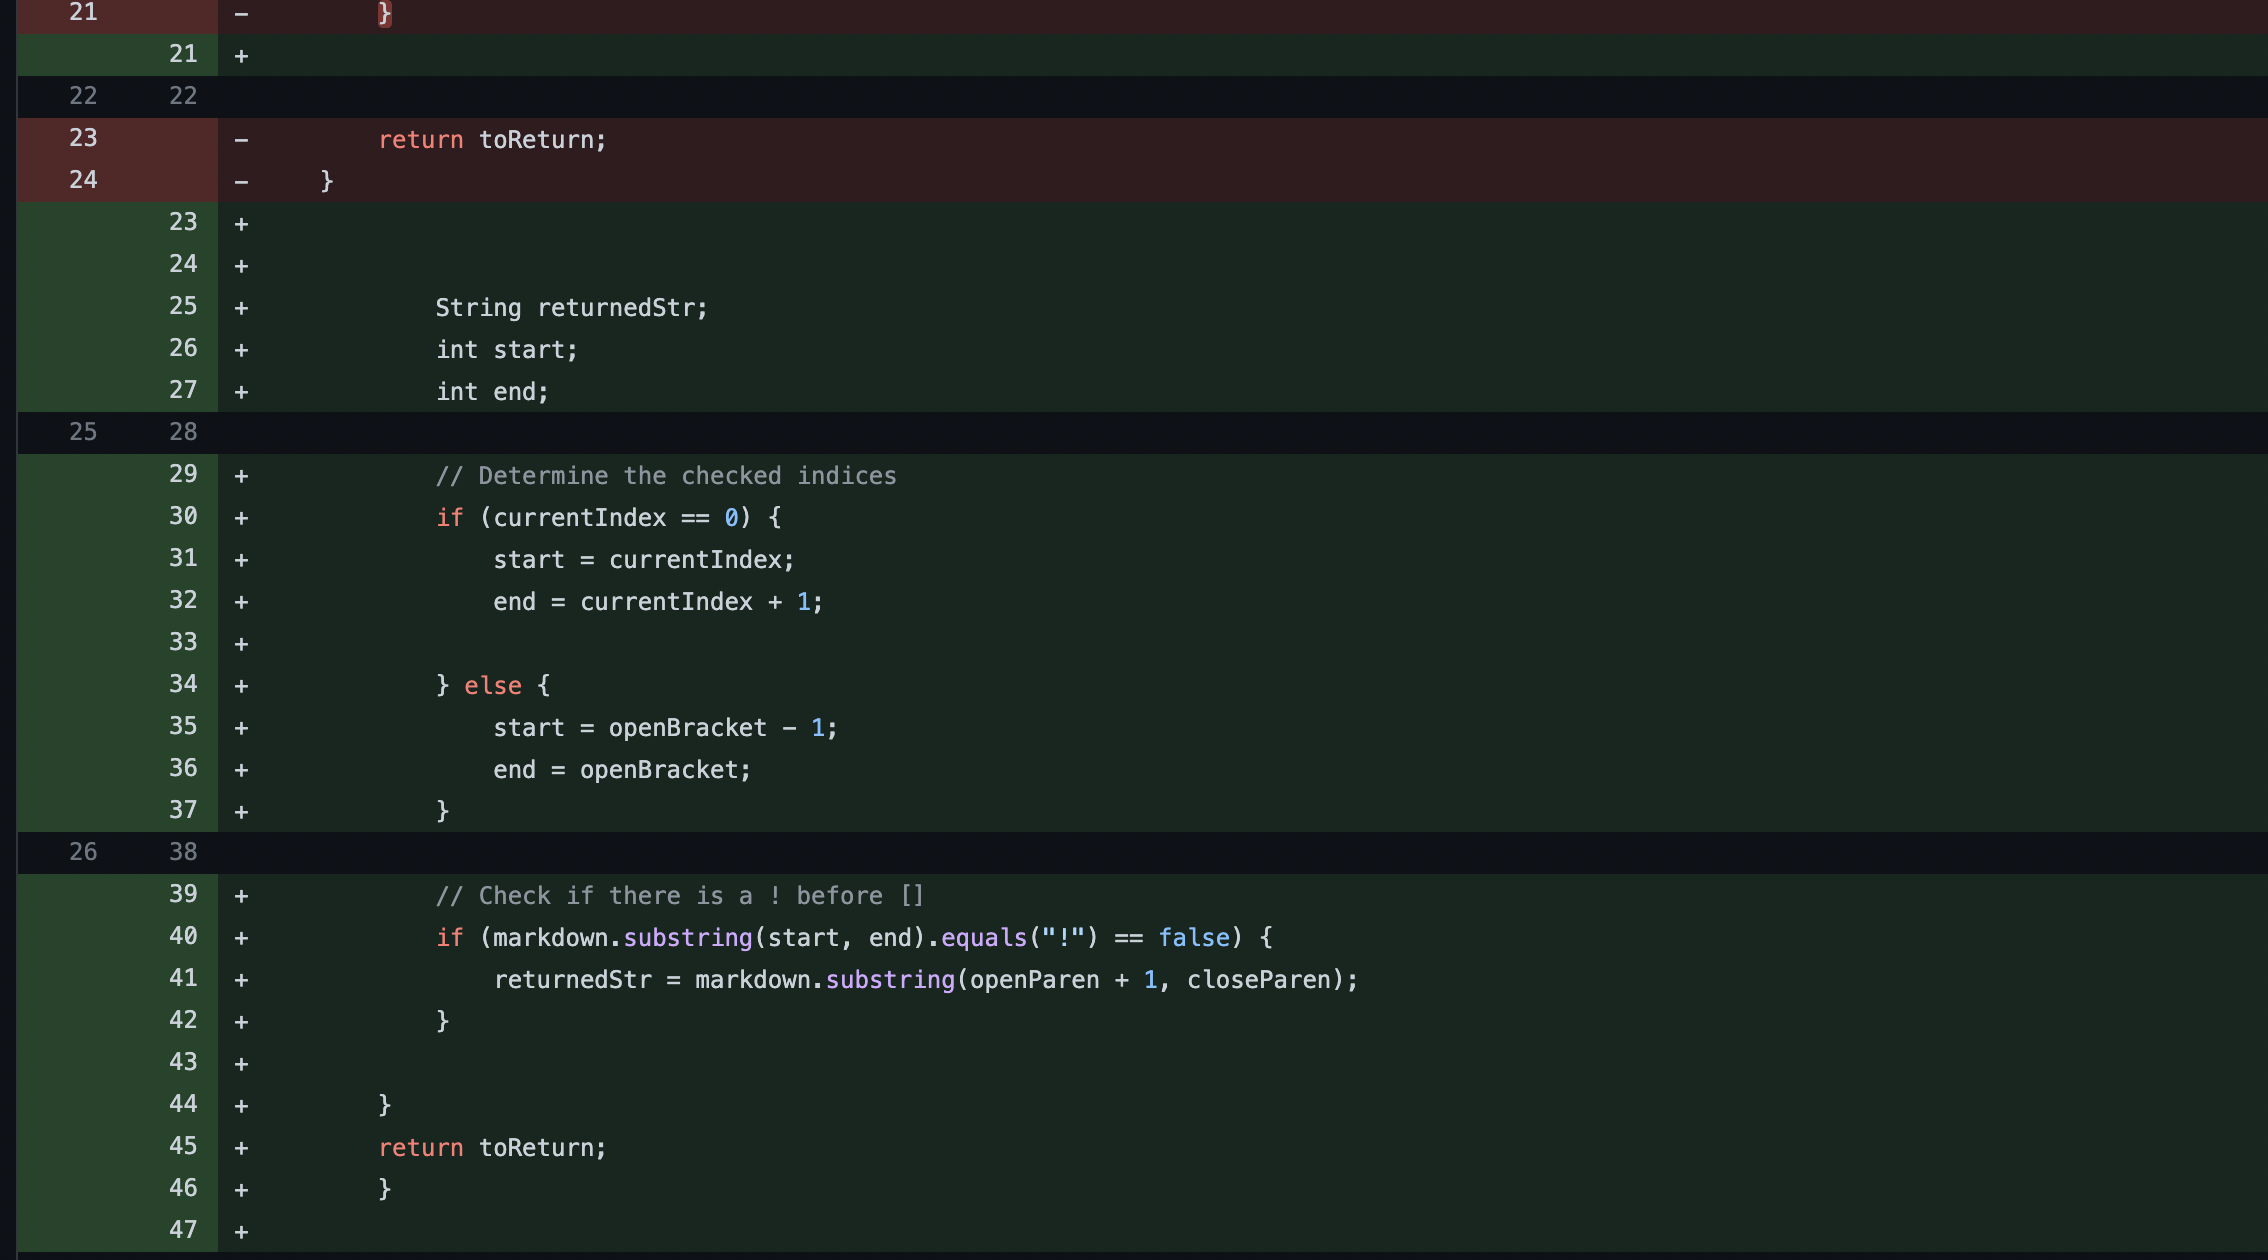 21 - }
21 +
22 22
23 - return toReturn;
24 - }
23 +
24 +
25 + String returnedStr;
26 + int start;
27 + int end;
25 28
29 + // Determine the checked indices
30 + if (currentIndex == 0) {
31 + start = currentIndex;
32 + end = currentIndex + 1;
33 +
34 + } else {
35 + start = openBracket - 1;
36 + end = openBracket;
37 + }
26 38
39 + // Check if there is a ! before []
40 + if (markdown.substring(start, end).equals("!") == false) {
41 + returnedStr = markdown.substring(openParen + 1, closeParen);
42 + }
43 +
44 + }
45 + return toReturn;
46 + }
47 +